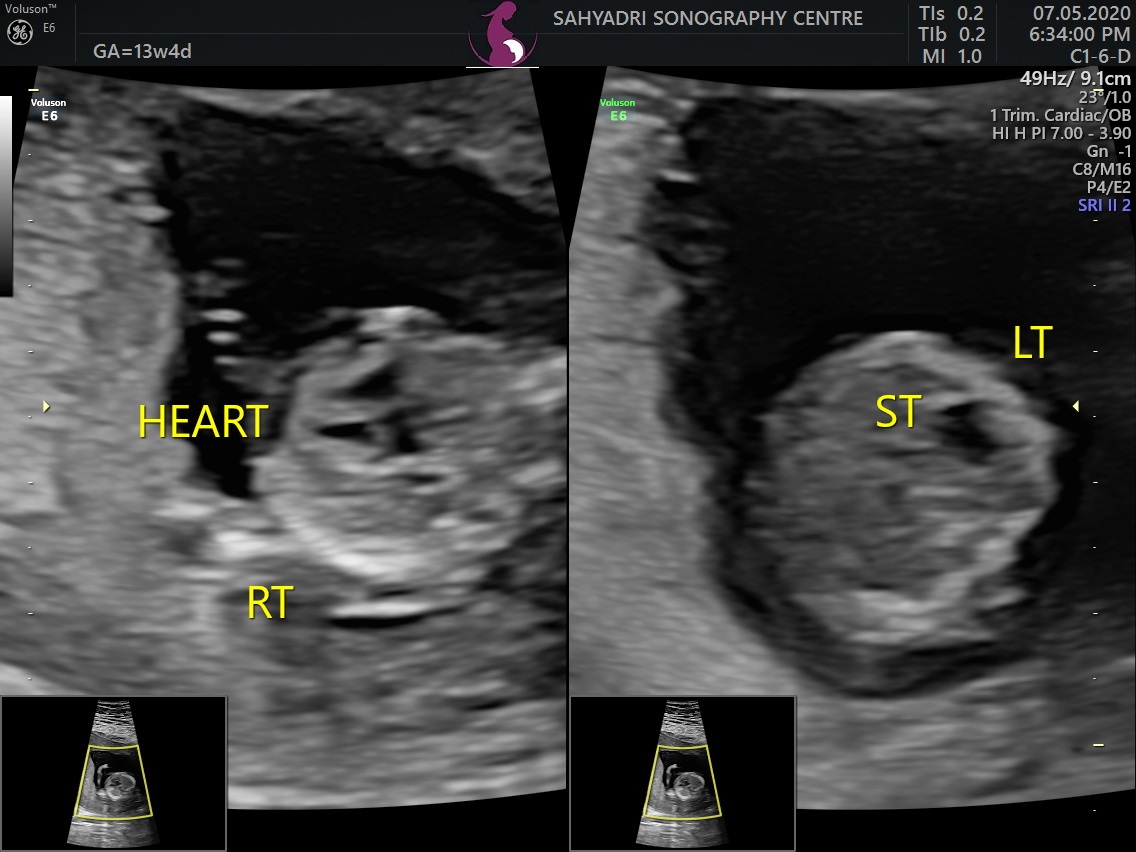 Voluson™
E6
GA=13w4d
SAHYADRI SONOGRAPHY CENTRE
TIs 0.2
TIb 0.2
MI 1.0
07.05.2020
6:34:00 PM
C1-6-D
49Hz/ 9.1cm
23°/1.0
1 Trim. Cardiac/OB
HI H PI 7.00 - 3.90
Gn -1
C8/M16
P4/E2
SRI II 2
Voluson
E6
HEART
RT
Voluson
E6
LT
ST